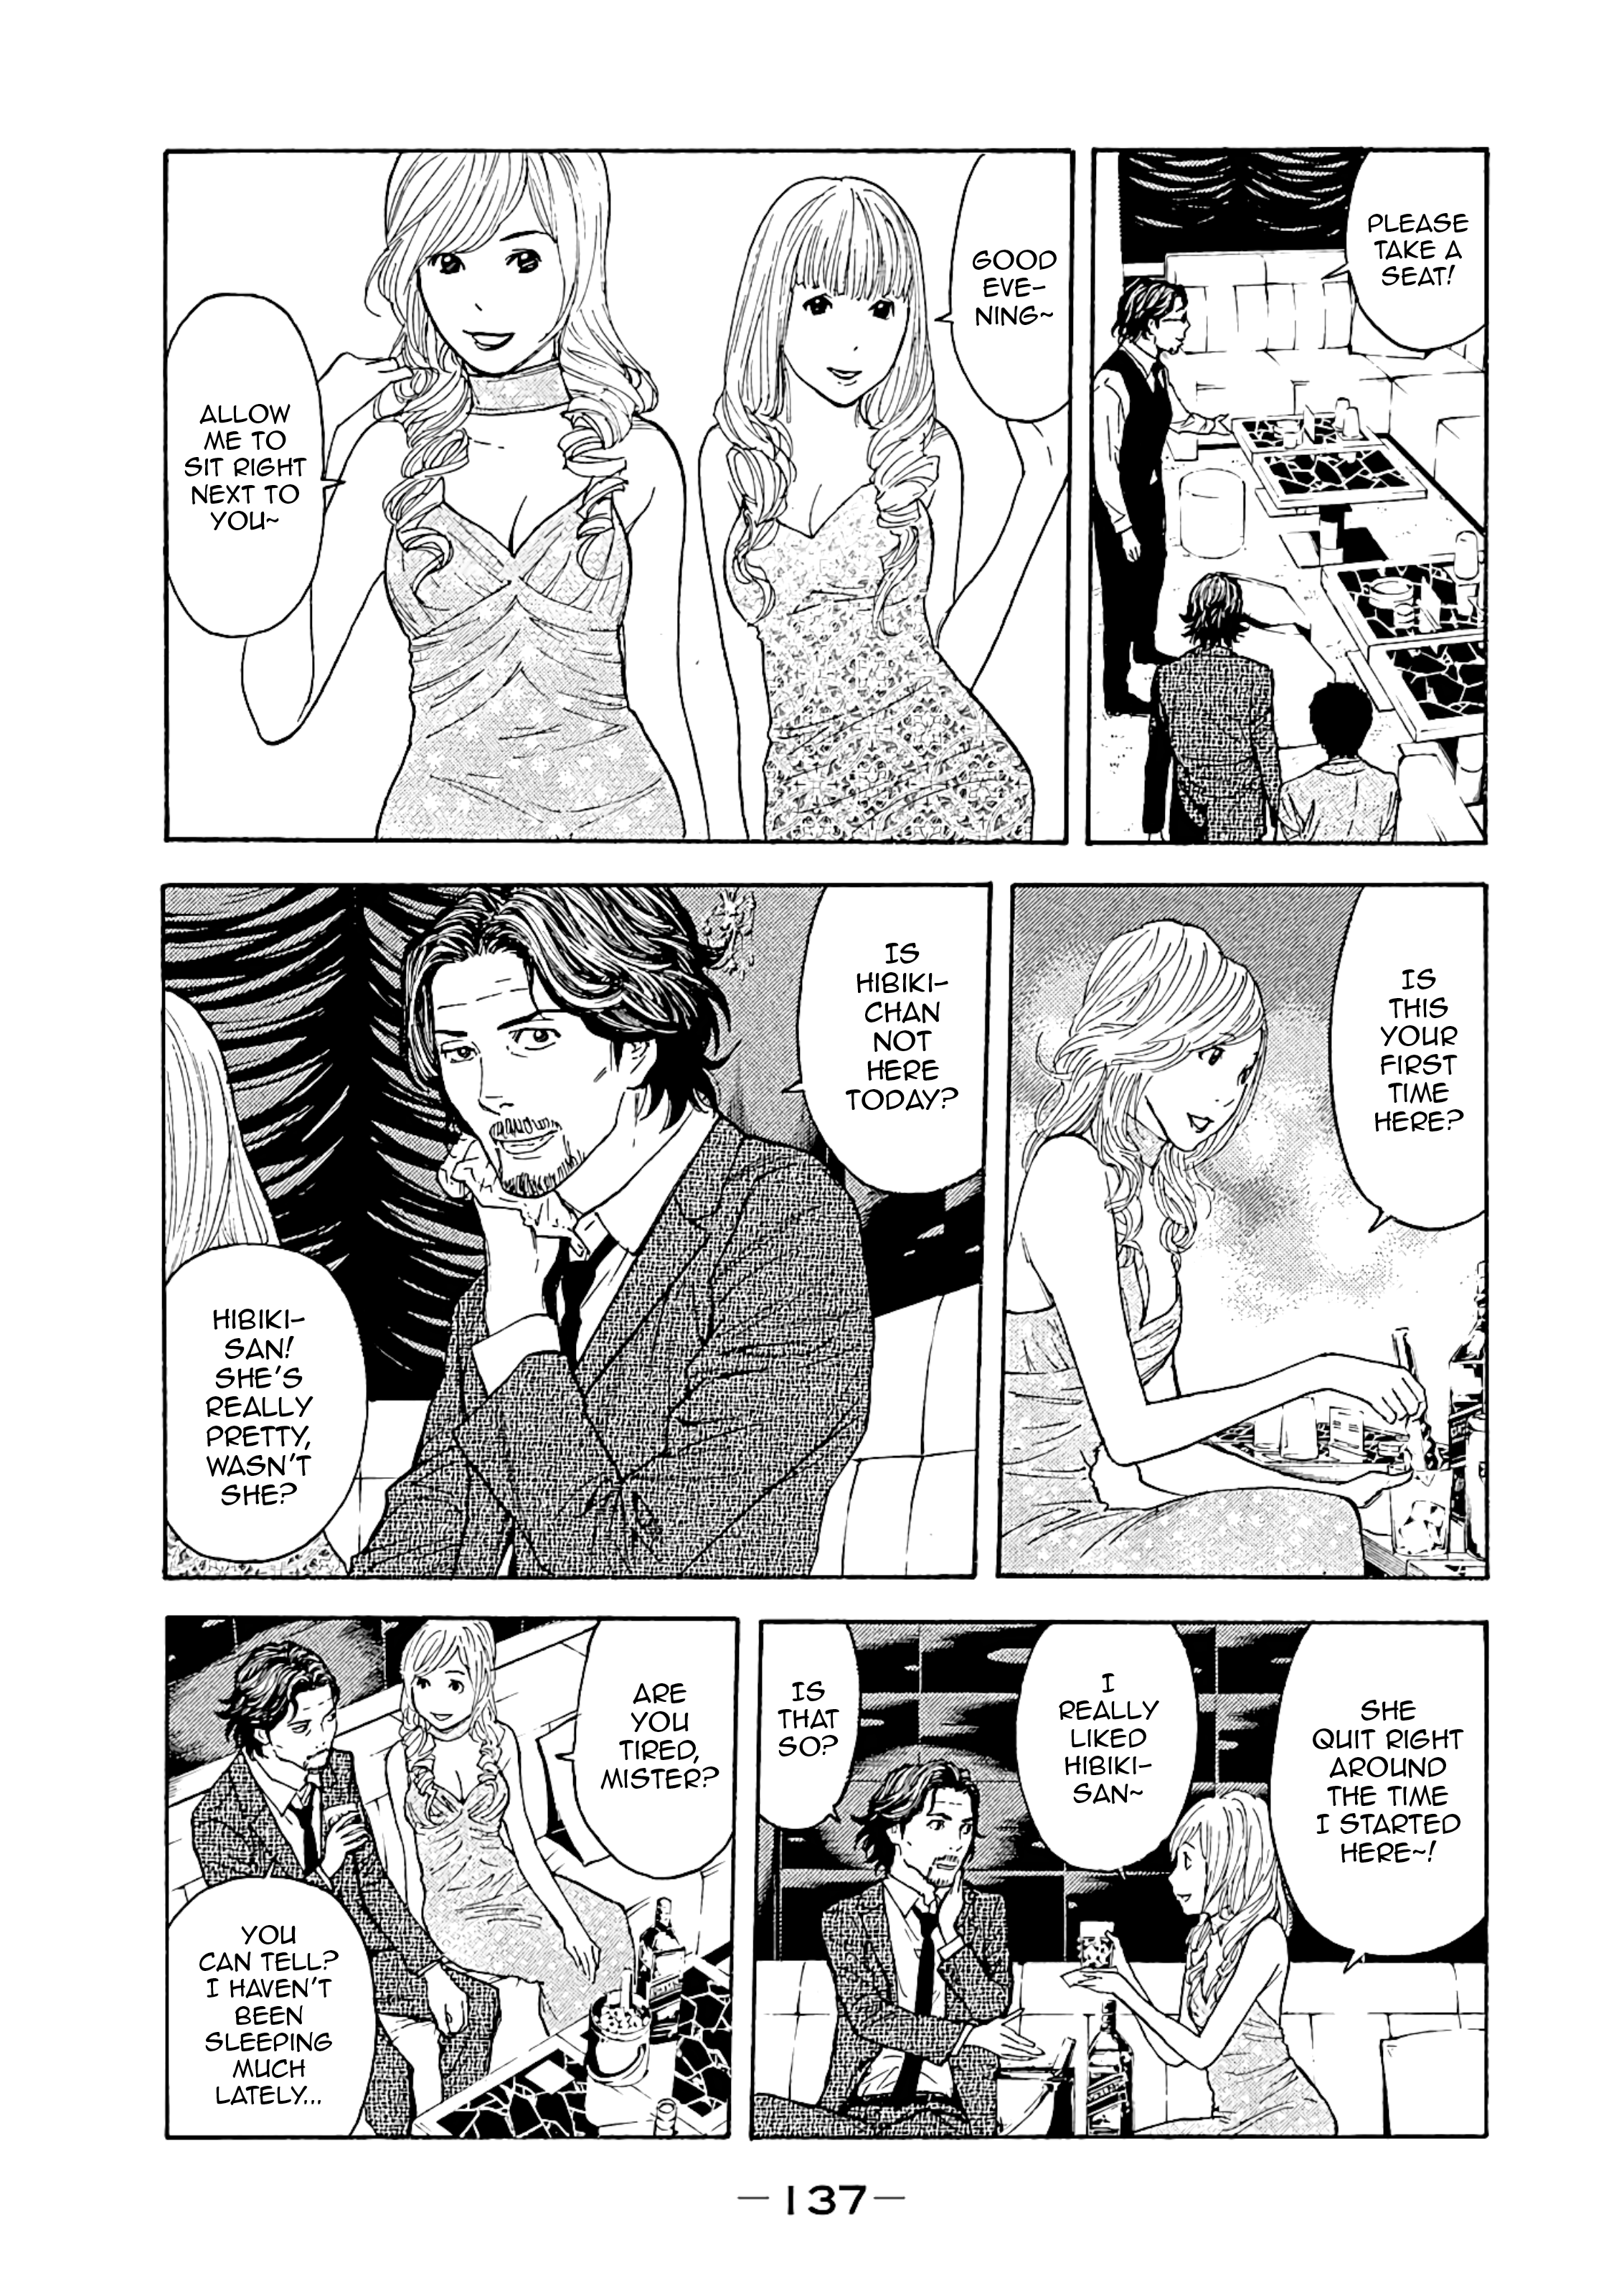 PLEASE
TAKE A
SEAT!
GOOD
EVE-
NING~
ALLOW
ME TO
SIT RIGHT
NEXT TO
YOU~
IS
THIS
YOUR
FIRST
TIME
HERE?
IS
HIBIKI-
CHAN
NOT
HERE
TODAY?
HIBIKI-
SAN!
SHE'S
REALLY
PRETTY,
WASN'T
SHE?
SHE
QUIT RIGHT
AROUND
THE TIME
I STARTED
HERE~!
I
REALLY
LIKED
HIBIKI-
SAN~
IS
THAT
SO?
ARE
YOU
TIRED,
MISTER?
YOU
CAN TELL?
I HAVEN'T
BEEN
SLEEPING
MUCH
LATELY...
— 137 —